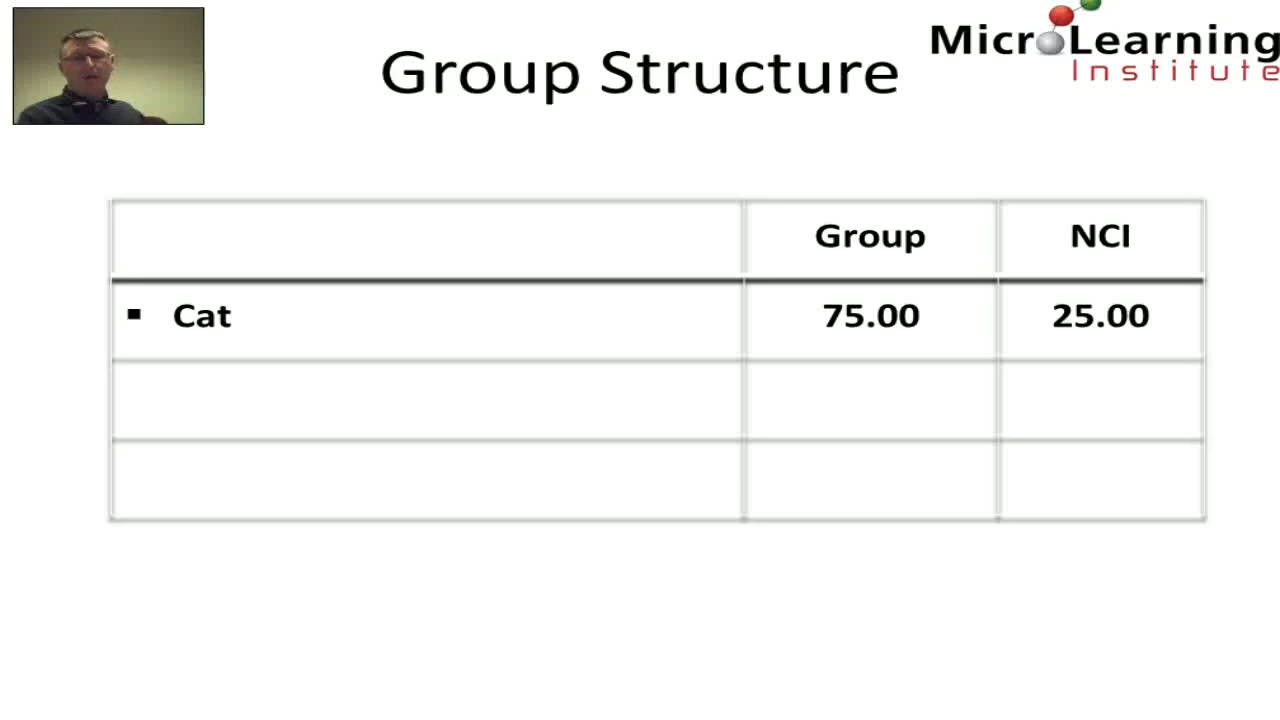 Group Structure
MicroLearning
Institute
Group NCI
▪ Cat 75.00 25.00